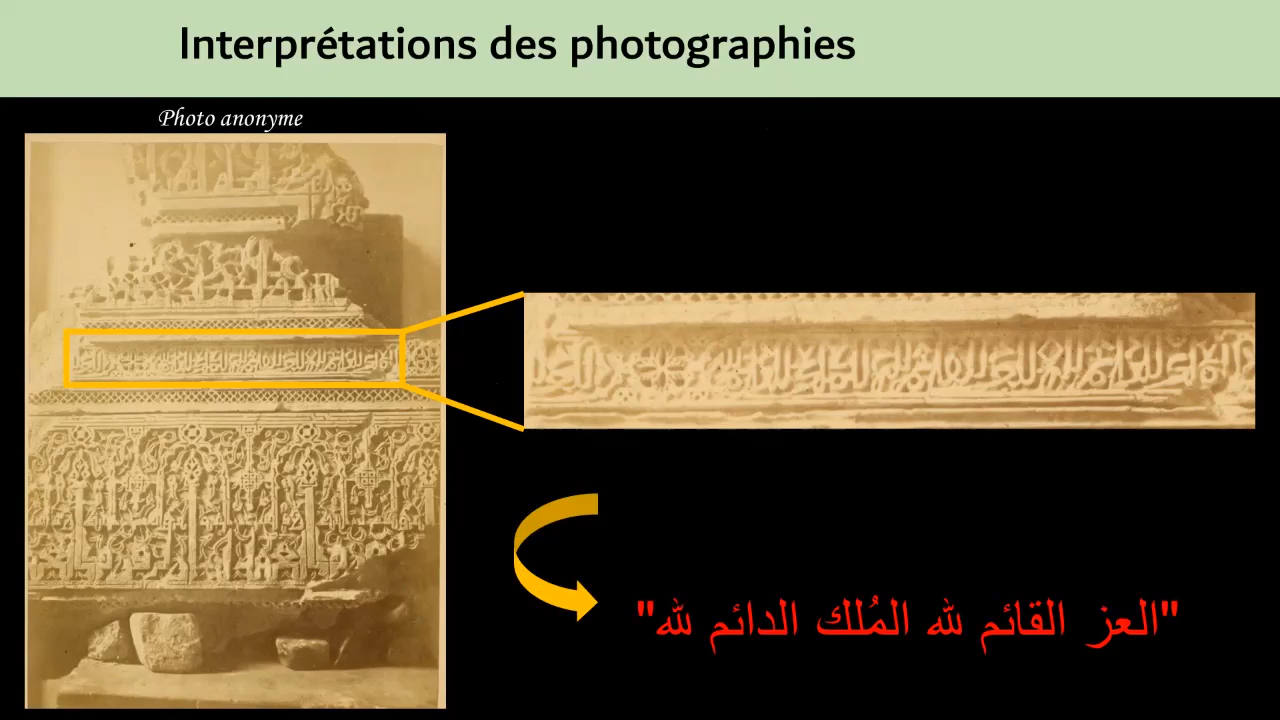 Interprétations des photographies
Photo anonyme
"العز القائم لله المُلك الدائم لله"